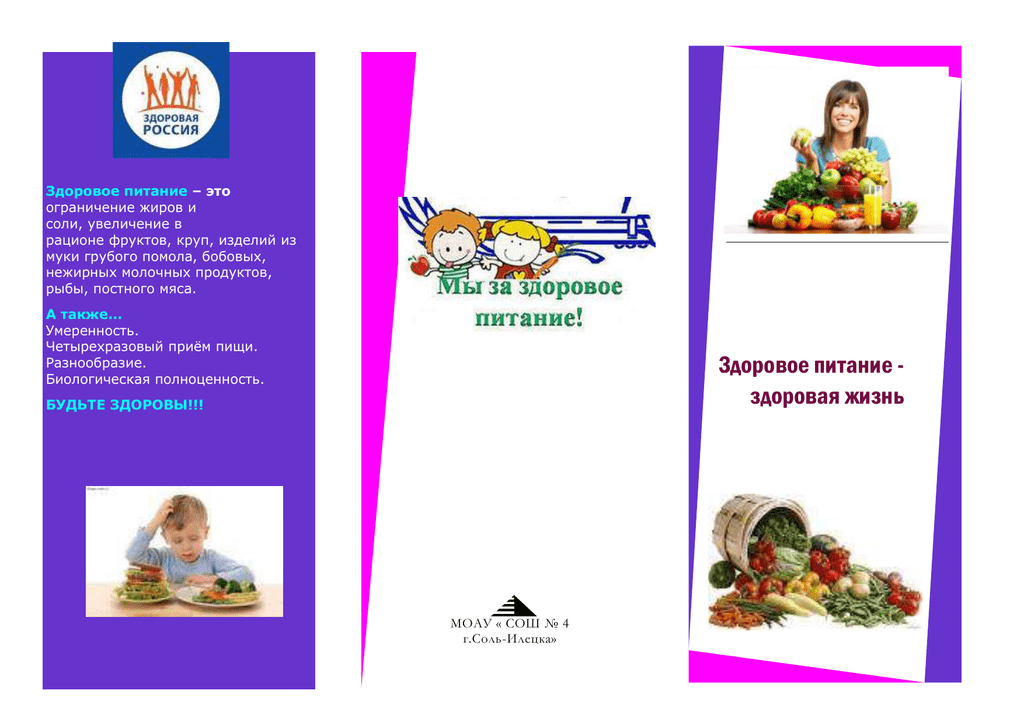 ЗДОРОВАЯ
РОССИЯ
Здоровое питание – это
ограничение жиров и
соли, увеличение в
рационе фруктов, круп, изделий из
муки грубого помола, бобовых,
нежирных молочных продуктов,
рыбы, постного мяса.
А также...
Умеренность.
Четырехразовый приём пищи.
Разнообразие.
Биологическая полноценность.
БУДЬТЕ ЗДОРОВЫ!!!
Мы за здоровое
питание!
МОАУ « СОШ № 4
г.Соль-Илецка»
Здоровое питание -
здоровая жизнь